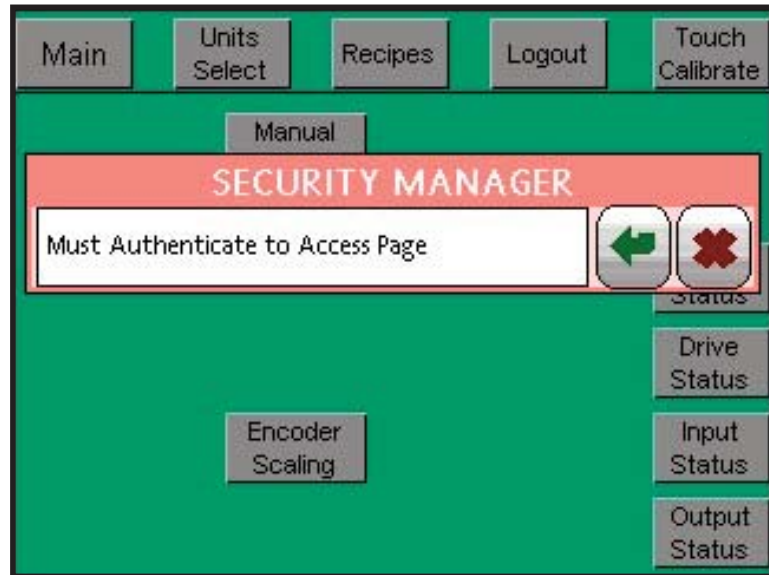 Main
Units
Select
Recipes
Logout
Touch
Calibrate
Manual
SECURITY MANAGER
Must Authenticate to Access Page
Status
Drive
Status
Encoder
Scaling
Input
Status
Output
Status